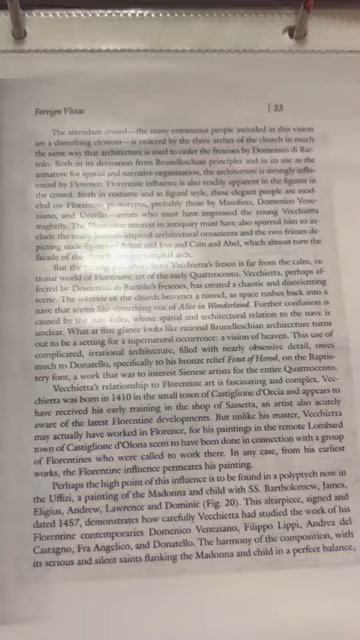 Foreign Vistas | 33
The attendant crowd—the many extraneous people included in this vision
are a disturbing element—is ordered by the three arches of the church in much
the same way that architecture is used to order the frescoes by Domenico di Bar-
tolo. Both in its derivation from Brunelleschian principles and in its use as the
armature for spatial and narrative organization, the architecture is strongly influ-
enced by Florence. Florentine influence is also readily apparent in the figures in
the crowd. Both in costume and in figural style, these elegant people are mod-
eled on Florentine prototypes, probably those by Masolino, Domenico Vene-
ziano, and Uccello—artists who must have impressed the young Vecchietta
mightily. The Florentine interest in antiquity must have also spurred him to in-
clude the many inspired architectural ornaments and the two friezes de-
picting nude figures of Adam and Eve and Cain and Abel, which almost turn the
facade of the church into a triumphal arch.
But the feeling Vecchietta's fresco is far from the calm, ra-
tional world of Florentine art of the early Quattrocento. Vecchietta, perhaps af-
fected by Domenico di Bartolo's frescoes, has created a chaotic and disorienting
scene. The interior of the church becomes a tunnel, as space rushes back into a
nave that seems like something out of Alice in Wonderland. Further confusion is
caused by the side aisles, whose spatial and architectural relation to the nave is
unclear. What at first glance looks like rational Brunelleschian architecture turns
out to be a setting for a supernatural occurrence: a vision of heaven. This use of
complicated, irrational architecture, filled with nearly obsessive detail, owes
much to Donatello, specifically to his bronze relief Feast of Herod, on the Baptis-
tery font, a work that was to interest Sienese artists for the entire Quattrocento.
Vecchietta's relationship to Florentine art is fascinating and complex. Vec-
chietta was born in 1410 in the small town of Castiglione d'Orcia and appears to
have received his early training in the shop of Sassetta, an artist also acutely
aware of the latest Florentine developments. But unlike his master, Vecchietta
may actually have worked in Florence, for his paintings in the remote Lombard
town of Castiglione d'Olona seem to have been done in connection with a group
of Florentines who were called to work there. In any case, from his earliest
works, the Florentine influence permeates his painting.
Perhaps the high point of this influence is to be found in a polyptych now in
the Uffizi, a painting of the Madonna and child with SS. Bartholomew, James,
Eligius, Andrew, Lawrence and Dominic (Fig. 20). This altarpiece, signed and
dated 1457, demonstrates how carefully Vecchietta had studied the work of his
Florentine contemporaries Domenico Veneziano, Filippo Lippi, Andrea del
Castagno, Fra Angelico, and Donatello. The harmony of the composition, with
its serious and silent saints flanking the Madonna and child in a perfect balance,